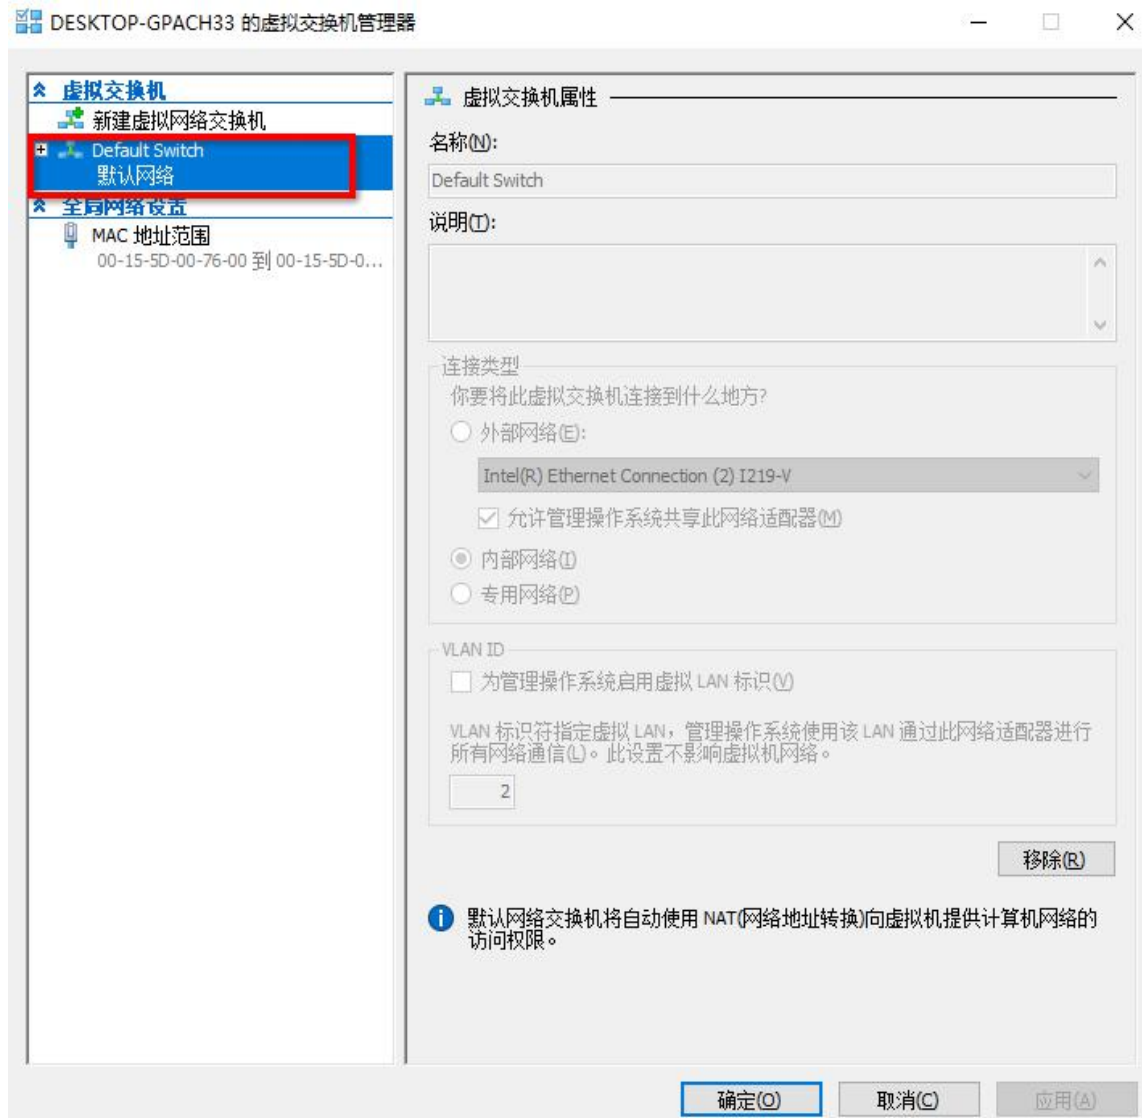 DESKTOP-GPACH33 的虚拟交换机管理器
虚拟交换机
新建虚拟网络交换机
Default Switch
默认网络
全局网络设置
MAC 地址范围
00-15-5D-00-76-00 到 00-15-5D-0...
虚拟交换机属性
名称(N):
Default Switch
说明(T):
连接类型
你要将此虚拟交换机连接到什么地方?
外部网络(E):
Intel(R) Ethernet Connection (2) I219-V
允许管理操作系统共享此网络适配器(M)
内部网络(I)
专用网络(P)
VLAN ID
为管理操作系统启用虚拟 LAN 标识(V)
VLAN 标识符指定虚拟 LAN，管理操作系统使用该 LAN 通过此网络适配器进行
所有网络通信(L)。此设置不影响虚拟机网络。
2
移除(R)
默认网络交换机将自动使用 NAT(网络地址转换)向虚拟机提供计算机网络的
访问权限。
确定(O)
取消(C)
应用(A)